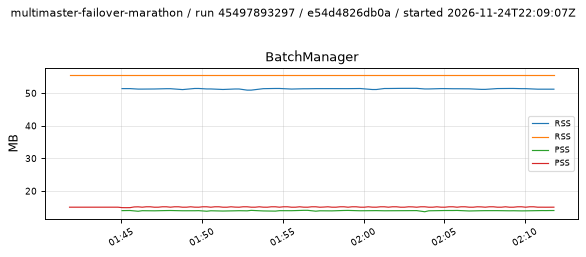 multimaster-failover-marathon / run 45497893297 / e54d4826db0a / started 2026-11-24T22:09:07Z
BatchManager
MB
50
40
30
20
RSS
RSS
PSS
PSS
01:45
01:50
01:55
02:00
02:05
02:10